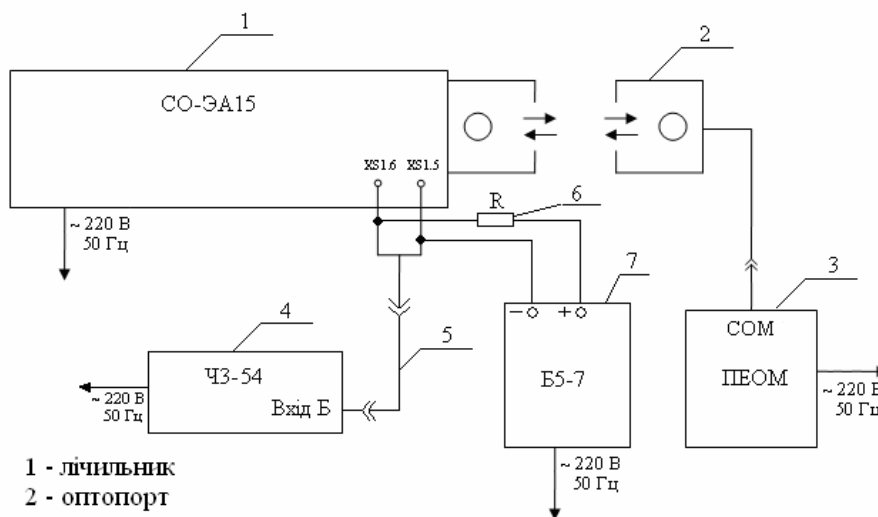 1
2
СО-ЭА15
XS1.6
XS1.5
R
6
~ 220 В
50 Гц
7
3
4
5
– +
СОМ
ЧЗ-54
Б5-7
ПЕОМ
~ 220 В
50 Гц
Вхід Б
~ 220 В
50 Гц
~ 220 В
50 Гц
1 - лічильник
2 - оптопорт